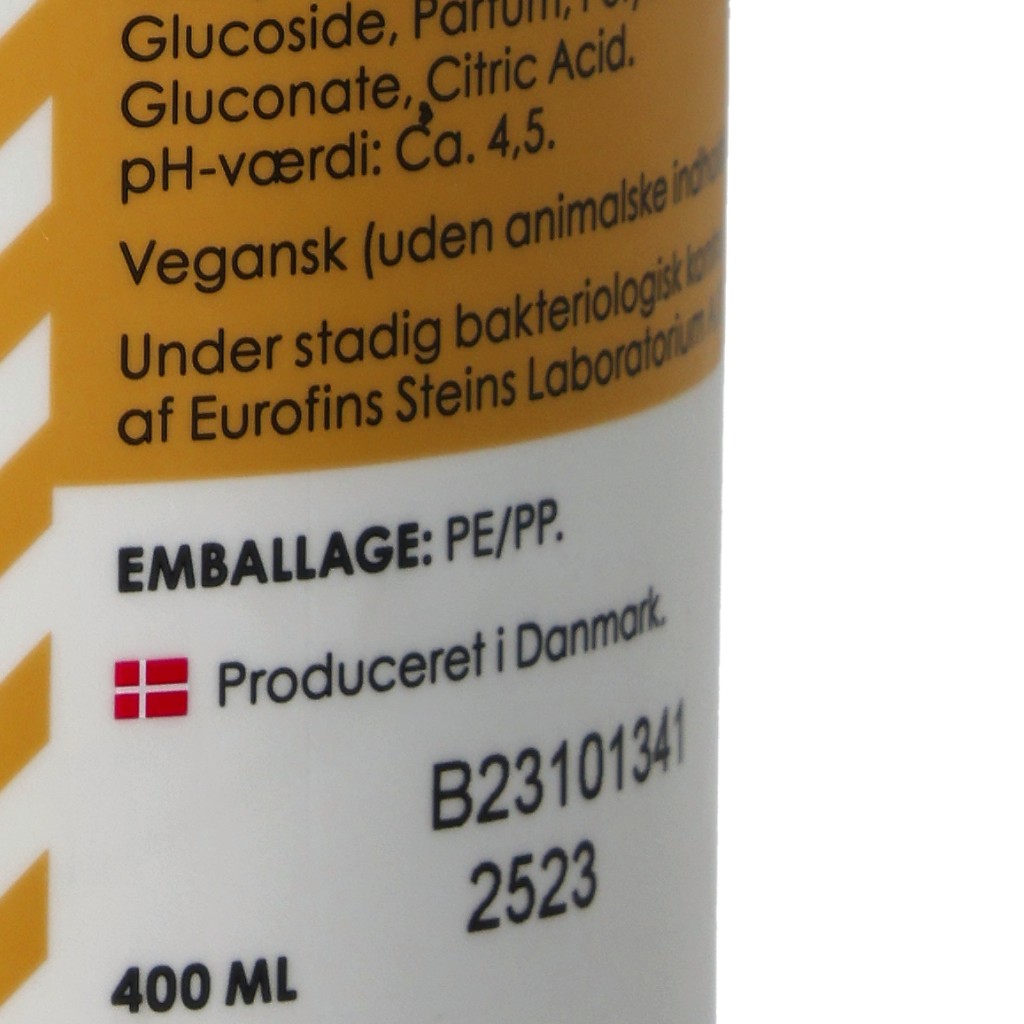 Glucoside, Parfum,
Gluconate, Citric Acid.
pH-værdi: Ca. 4,5.
Vegansk (uden animalske
Under stadig bakteriologisk
af Eurofins Steins Laboratorium
EMBALLAGE: PE/PP.
Produceret i Danmark.
B23101341
2523
400 ML